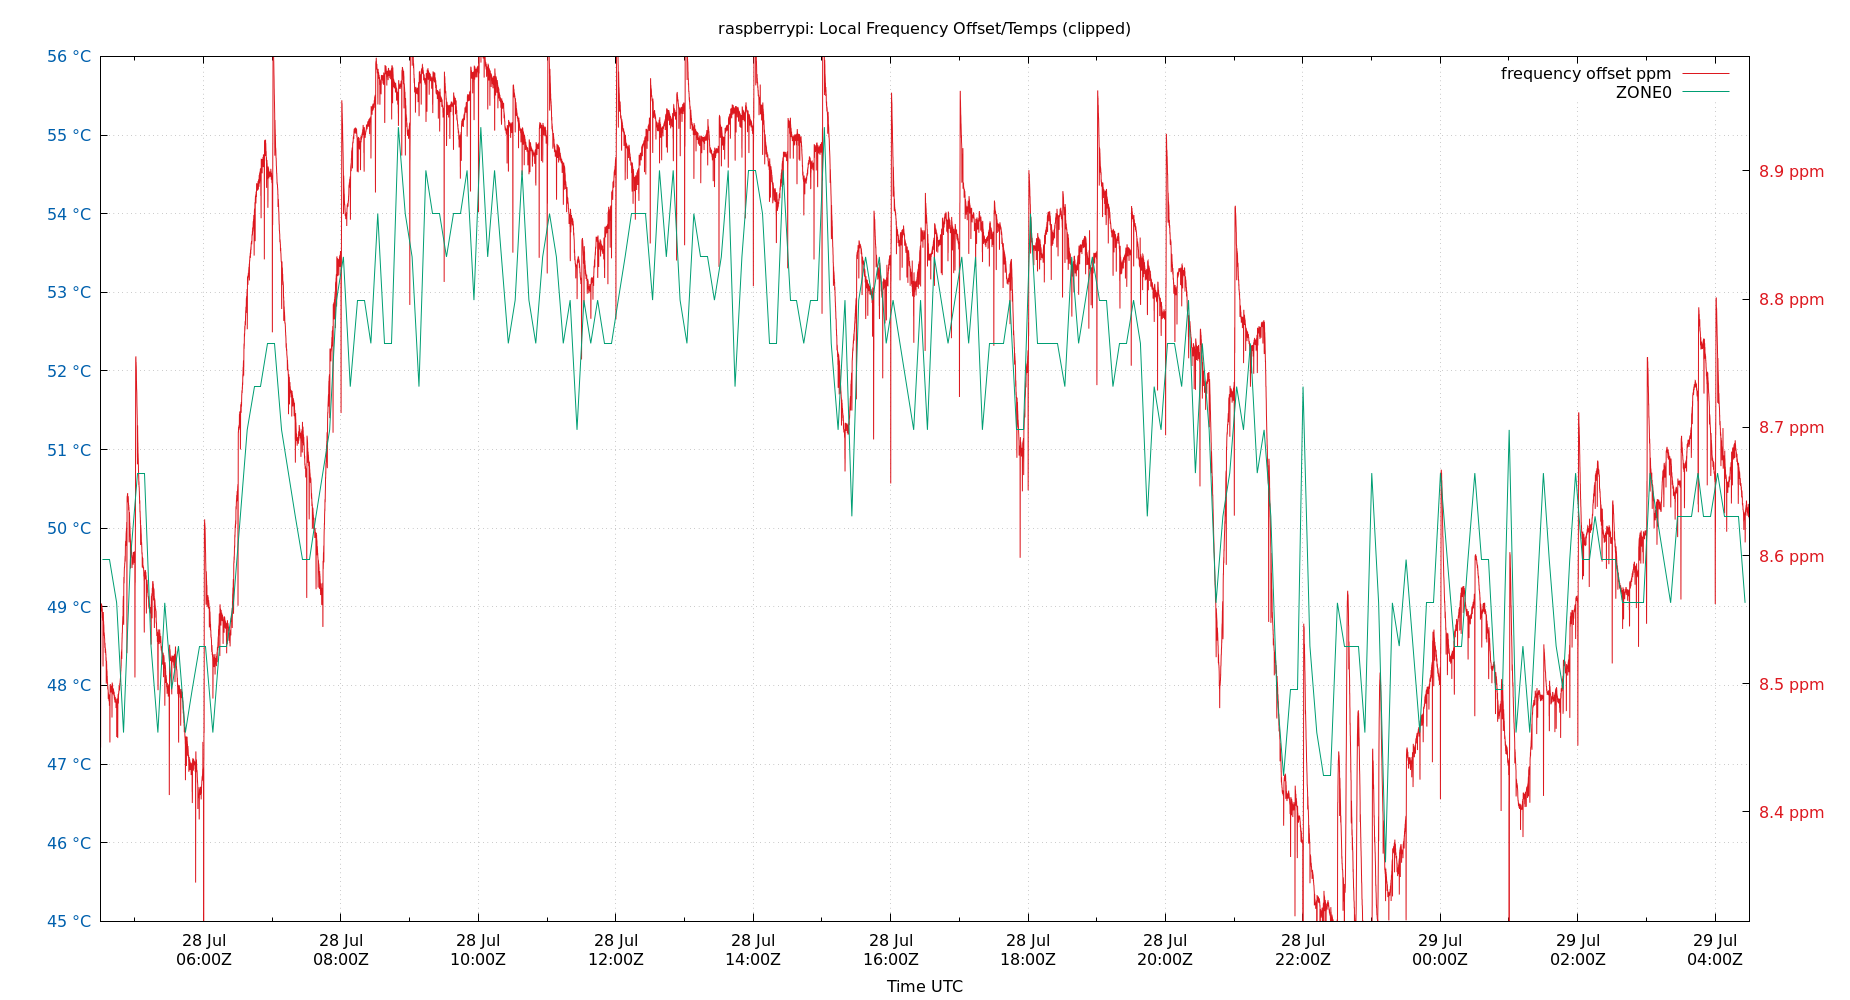 raspberrypi: Local Frequency Offset/Temps (clipped)
frequency offset ppm
ZONE0
56 °C
55 °C
54 °C
53 °C
52 °C
51 °C
50 °C
49 °C
48 °C
47 °C
46 °C
45 °C
8.9 ppm
8.8 ppm
8.7 ppm
8.6 ppm
8.5 ppm
8.4 ppm
28 Jul 28 Jul 28 Jul 28 Jul 28 Jul 28 Jul 28 Jul 28 Jul 28 Jul 29 Jul 29 Jul 29 Jul
06:00Z 08:00Z 10:00Z 12:00Z 14:00Z 16:00Z 18:00Z 20:00Z 22:00Z 00:00Z 02:00Z 04:00Z
Time UTC